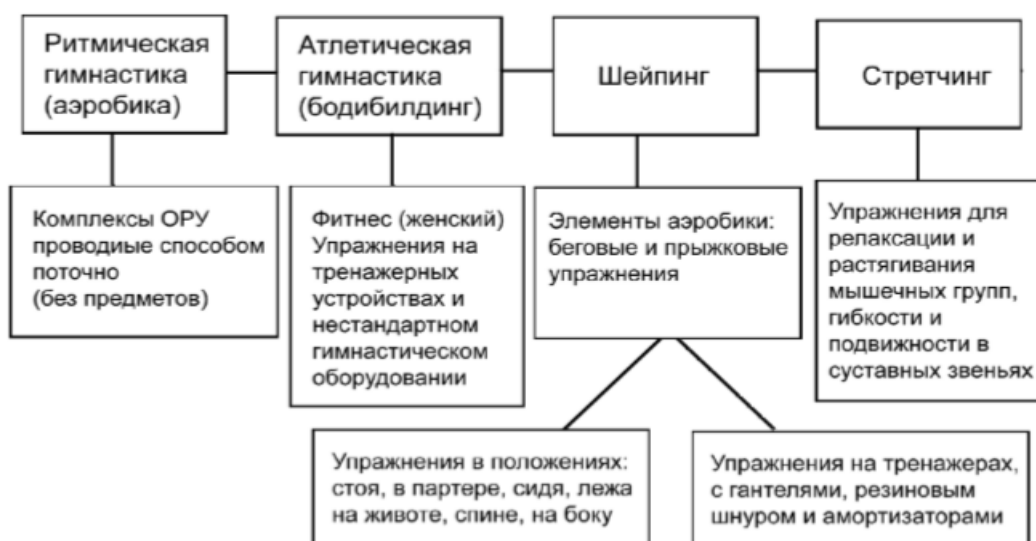 Ритмическая
гимнастика
(аэробика)
Атлетическая
гимнастика
(бодибилдинг)
Шейпинг
Стретчинг
Комплексы ОРУ
проводиые способом
поточно
(без предметов)
Фитнес (женский)
Упражнения на
тренажерных
устройствах и
нестандартном
гимнастическом
оборудовании
Элементы аэробики:
беговые и прыжковые
упражнения
Упражнения для
релаксации и
растягивания
мышечных групп,
гибкости и
подвижности в
суставных звеньях
Упражнения в положениях:
стоя, в партере, сидя, лежа
на животе, спине, на боку
Упражнения на тренажерах,
с гантелями, резиновым
шнуром и амортизаторами